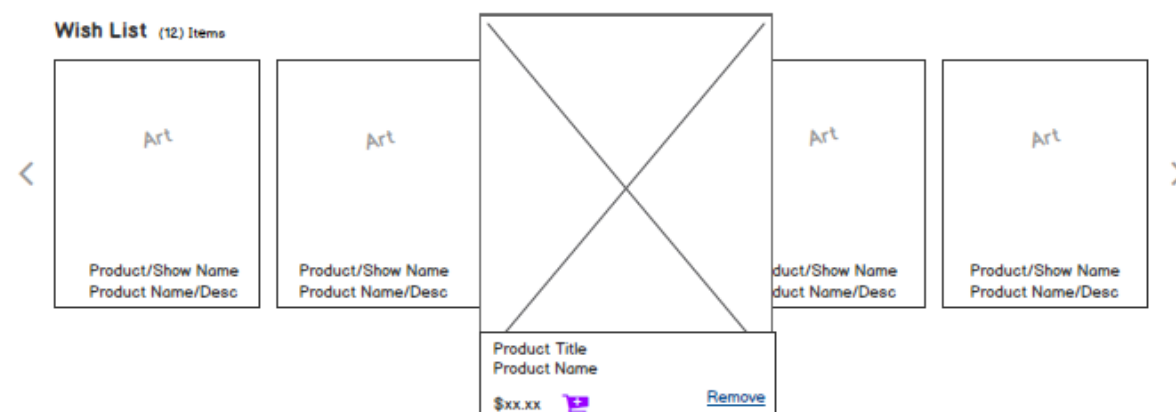 Wish List (12) Items
Art
Art
Art
Art
Product/Show Name
Product Name/Desc
Product/Show Name
Product Name/Desc
duct/Show Name
duct Name/Desc
Product/Show Name
Product Name/Desc
Product Title
Product Name
$xx.xx
Remove